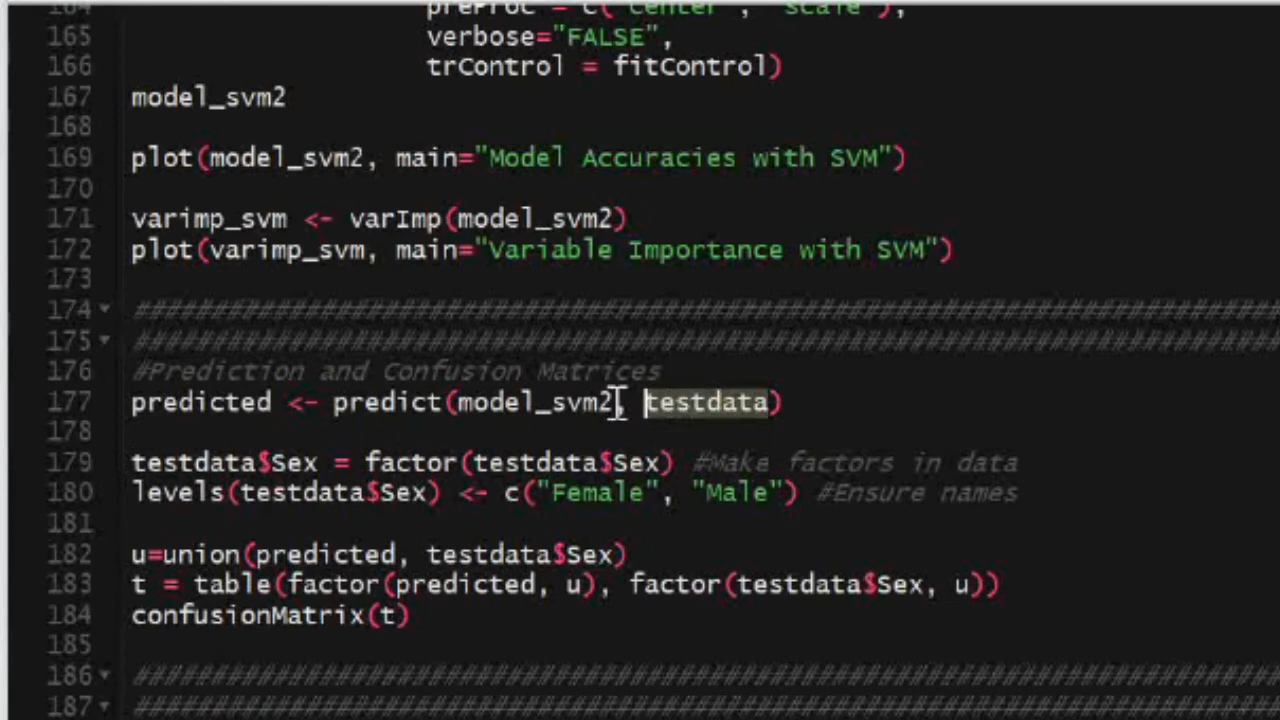 164 preProc = c("center", "scale"),
165 verbose="FALSE",
166 trControl = fitControl)
167 model_svm2
168
169 plot(model_svm2, main="Model Accuracies with SVM")
170
171 varimp_svm <- varImp(model_svm2)
172 plot(varimp_svm, main="Variable Importance with SVM")
173
174 ##########################################################################
175 ##########################################################################
176 #Prediction and Confusion Matrices
177 predicted <- predict(model_svm2, testdata)
178
179 testdata$Sex = factor(testdata$Sex) #Make factors in data
180 levels(testdata$Sex) <- c("Female", "Male") #Ensure names
181
182 u=union(predicted, testdata$Sex)
183 t = table(factor(predicted, u), factor(testdata$Sex, u))
184 confusionMatrix(t)
185
186 ##########################################################################
187 ##########################################################################